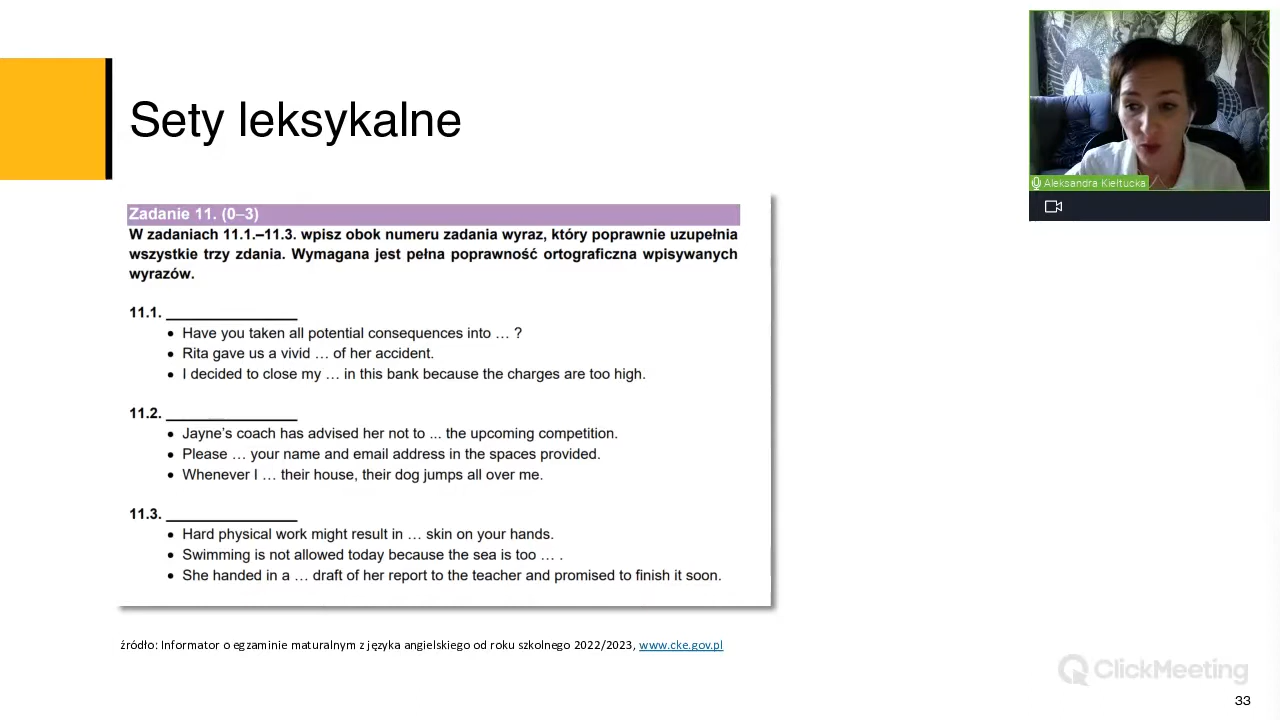 Sety leksykalne
Aleksandra Kiełtucka
Zadanie 11. (0–3)
W zadaniach 11.1.–11.3. wpisz obok numeru zadania wyraz, który poprawnie uzupełnia
wszystkie trzy zdania. Wymagana jest pełna poprawność ortograficzna wpisywanych
wyrazów.
11.1. ________________
• Have you taken all potential consequences into … ?
• Rita gave us a vivid … of her accident.
• I decided to close my … in this bank because the charges are too high.
11.2. ________________
• Jayne’s coach has advised her not to ... the upcoming competition.
• Please … your name and email address in the spaces provided.
• Whenever I … their house, their dog jumps all over me.
11.3. ________________
• Hard physical work might result in … skin on your hands.
• Swimming is not allowed today because the sea is too … .
• She handed in a … draft of her report to the teacher and promised to finish it soon.
źródło: Informator o egzaminie maturalnym z języka angielskiego od roku szkolnego 2022/2023, www.cke.gov.pl
ClickMeeting
33